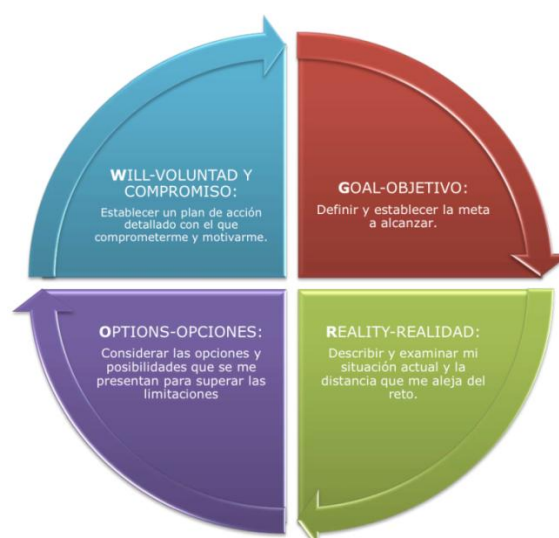 WILL-VOLUNTAD Y
COMPROMISO:
Establecer un plan de acción
detallado con el que
comprometerme y motivarme.
GOAL-OBJETIVO:
Definir y establecer la meta
a alcanzar.
OPTIONS-OPCIONES:
Considerar las opciones y
posibilidades que se me
presentan para superar las
limitaciones
REALITY-REALIDAD:
Describir y examinar mi
situación actual y la
distancia que me aleja del
reto.